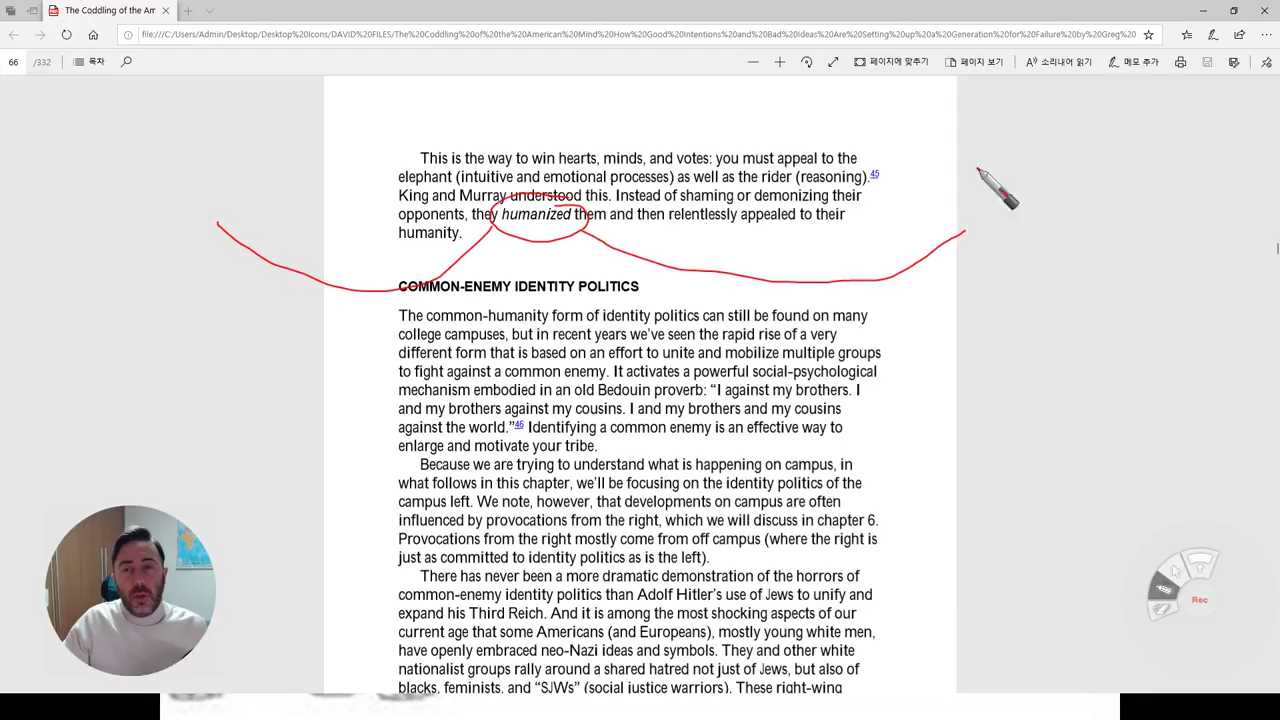 The Coddling of the Am
file:///C:/Users/Admin/Desktop/Desktop%20Icons/DAVID%20FILES/The%20Coddling%20of%20the%20American%20Mind%20How%20Good%20Intentions%20and%20Bad%20Ideas%20Are%20Setting%20up%20a%20Generation%20for%20Failure%20by%20Greg%20
66 /332 목차 페이지에 맞추기 페이지 보기 소리내어 읽기 메모 추가
This is the way to win hearts, minds, and votes: you must appeal to the
elephant (intuitive and emotional processes) as well as the rider (reasoning).45
King and Murray understood this. Instead of shaming or demonizing their
opponents, they humanized them and then relentlessly appealed to their
humanity.
COMMON-ENEMY IDENTITY POLITICS
The common-humanity form of identity politics can still be found on many
college campuses, but in recent years we’ve seen the rapid rise of a very
different form that is based on an effort to unite and mobilize multiple groups
to fight against a common enemy. It activates a powerful social-psychological
mechanism embodied in an old Bedouin proverb: “I against my brothers. I
and my brothers against my cousins. I and my brothers and my cousins
against the world.”46 Identifying a common enemy is an effective way to
enlarge and motivate your tribe.
Because we are trying to understand what is happening on campus, in
what follows in this chapter, we’ll be focusing on the identity politics of the
campus left. We note, however, that developments on campus are often
influenced by provocations from the right, which we will discuss in chapter 6.
Provocations from the right mostly come from off campus (where the right is
just as committed to identity politics as is the left).
There has never been a more dramatic demonstration of the horrors of
common-enemy identity politics than Adolf Hitler’s use of Jews to unify and
expand his Third Reich. And it is among the most shocking aspects of our
current age that some Americans (and Europeans), mostly young white men,
have openly embraced neo-Nazi ideas and symbols. They and other white
nationalist groups rally around a shared hatred not just of Jews, but also of
blacks, feminists, and “SJWs” (social justice warriors). These right-wing
Rec